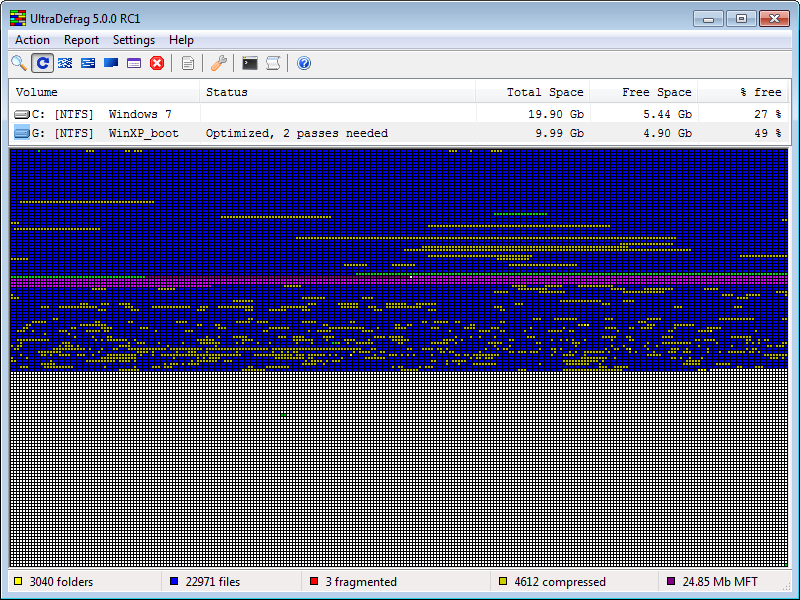 UltraDefrag 5.0.0 RC1
Action Report Settings Help
Volume Status Total Space Free Space % free
C: [NTFS] Windows 7 19.90 Gb 5.44 Gb 27 %
G: [NTFS] WinXP_boot Optimized, 2 passes needed 9.99 Gb 4.90 Gb 49 %
3040 folders 22971 files 3 fragmented 4612 compressed 24.85 Mb MFT